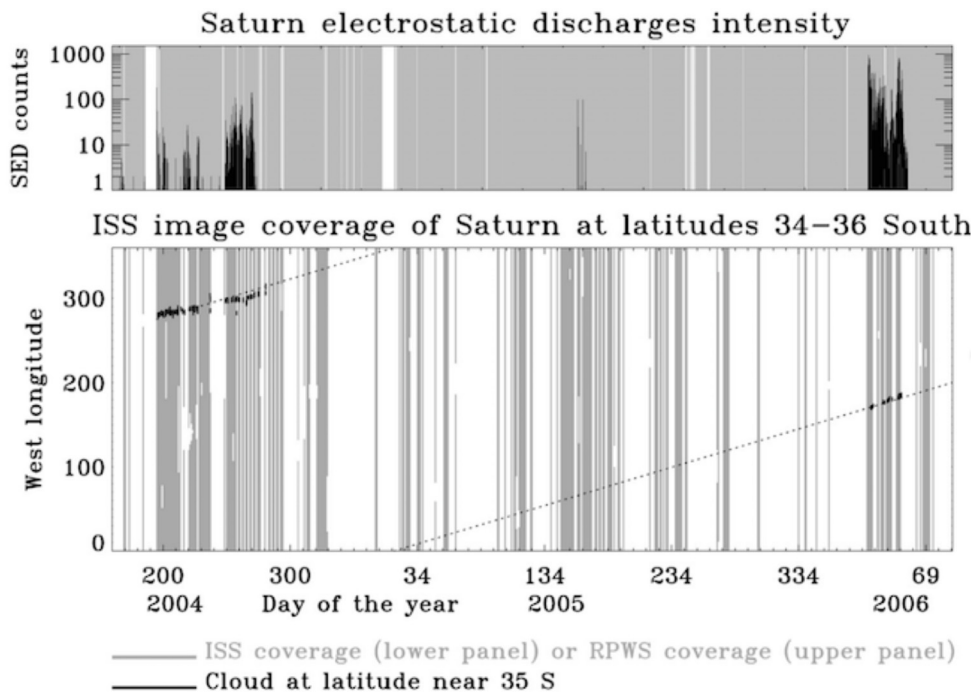 Saturn electrostatic discharges intensity
SED counts
1000
100
10
1
ISS image coverage of Saturn at latitudes 34−36 South
West longitude
300
200
100
0
200 300 34 134 234 334 69
2004 Day of the year 2005 2006
ISS coverage (lower panel) or RPWS coverage (upper panel)
Cloud at latitude near 35 S